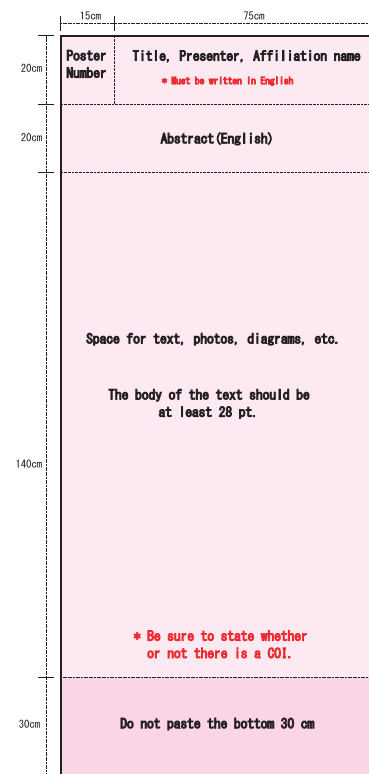 15cm
75cm
20cm
Poster
Number
Title, Presenter, Affiliation name
* Must be written in English
20cm
Abstract(English)
Space for text, photos, diagrams, etc.
The body of the text should be
at least 28 pt.
140cm
* Be sure to state whether
or not there is a COI.
30cm
Do not paste the bottom 30 cm